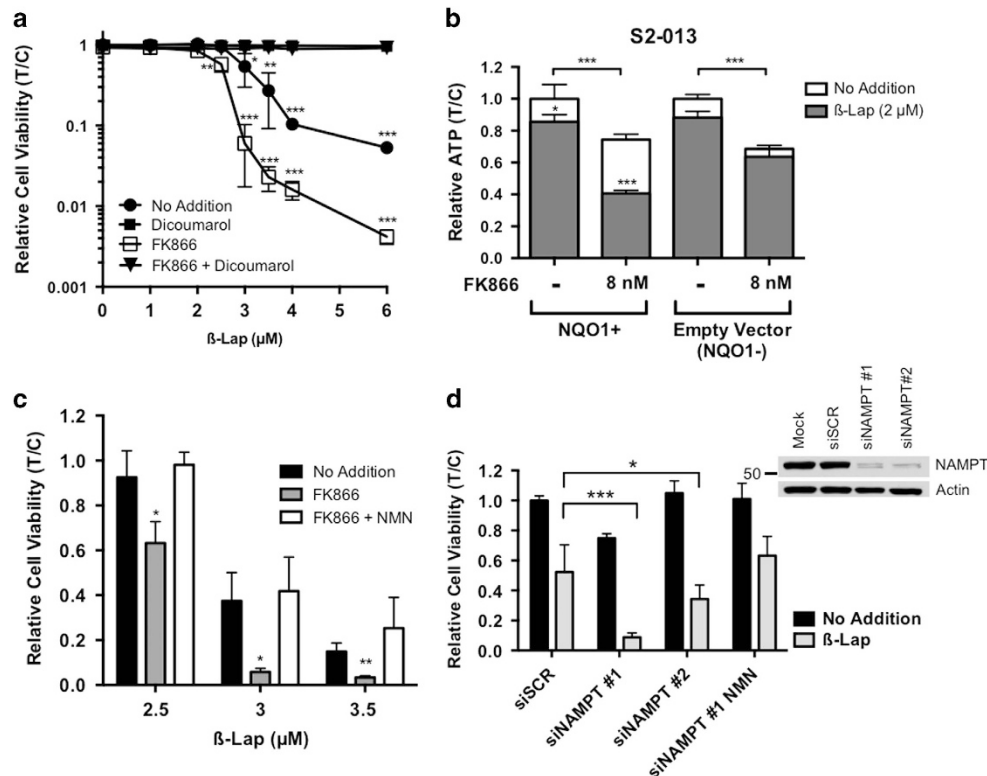 a
Relative Cell Viability (T/C)
1
0.1
0.01
0.001
* **
** ***
*** *** *** ***
***
No Addition
Dicoumarol
FK866
FK866 + Dicoumarol
0 1 2 3 4 5 6
ß-Lap (µM)
b
S2-013
Relative ATP (T/C)
1.2
1.0
0.8
0.6
0.4
0.2
0.0
*** ***
*
***
No Addition
ß-Lap (2 µM)
FK866 - 8 nM - 8 nM
NQO1+ Empty Vector
(NQO1-)
c
Relative Cell Viability (T/C)
1.2
1.0
0.8
0.6
0.4
0.2
0.0
*
* **
No Addition
FK866
FK866 + NMN
2.5 3 3.5
ß-Lap (µM)
d
Relative Cell Viability (T/C)
1.2
1.0
0.8
0.6
0.4
0.2
0.0
*
***
siSCR siNAMPT #1 siNAMPT #2 siNAMPT #1 NMN
No Addition
ß-Lap
Mock siSCR siNAMPT #1 siNAMPT#2
50
NAMPT
Actin